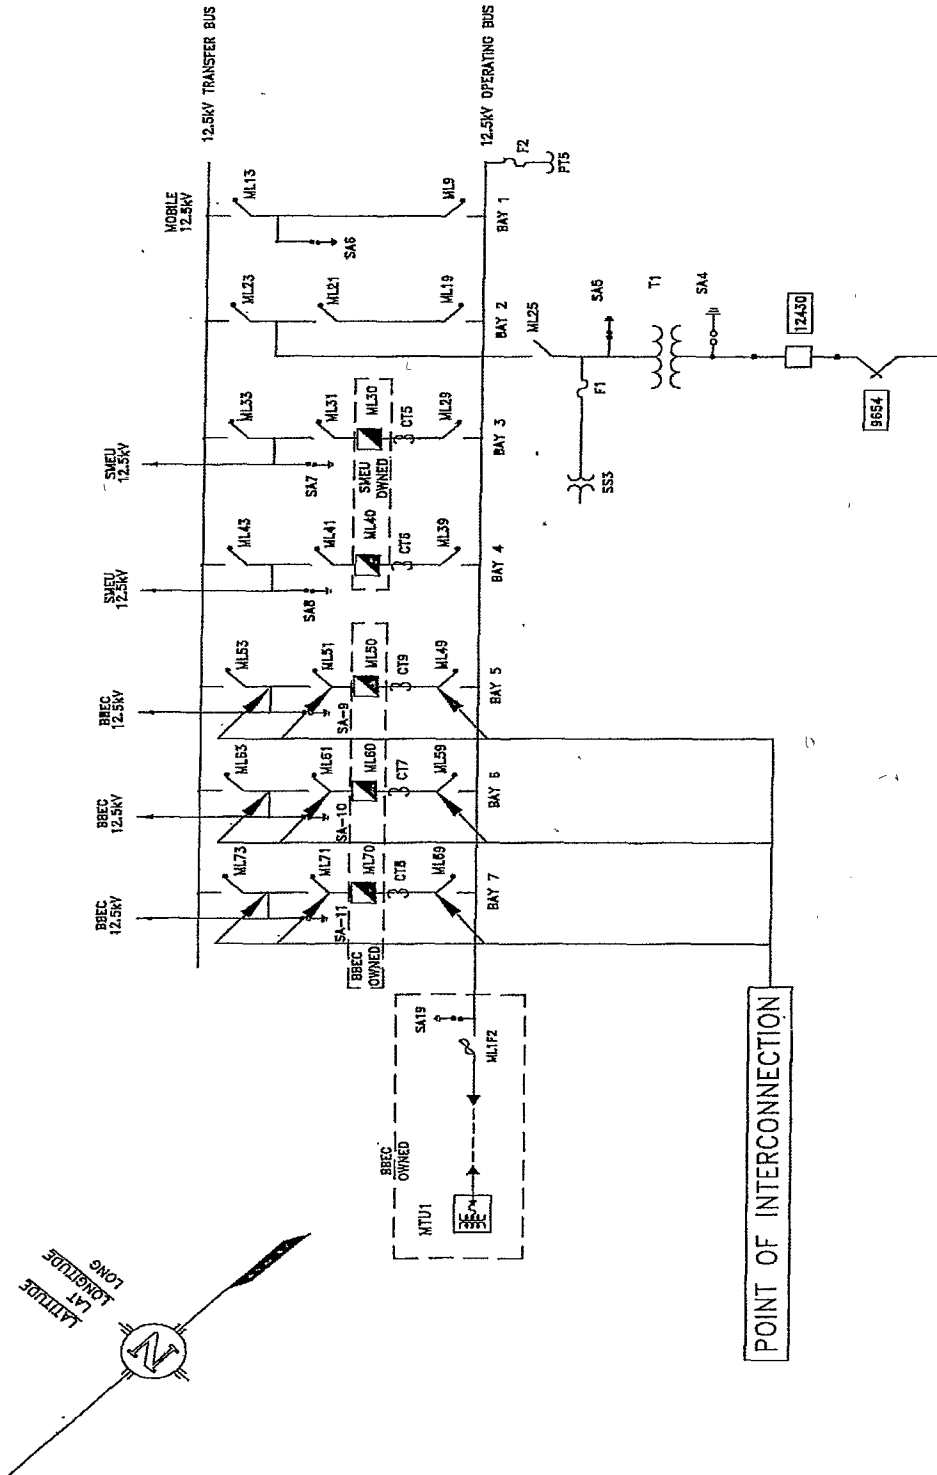 12.5kV TRANSFER BUS
12.5kV OPERATING BUS
MOBILE
12.5kV
ML13
ML9
SA6
BAY 1
F2
PT5
ML23
ML21
ML19
BAY 2
ML25
SA5
T1
SA4
F1
SS3
12430
9654
SMEU
12.5kV
ML33
ML31
ML30
CT5
ML29
SA7
BAY 3
SMEU
OWNED
SMEU
12.5kV
ML43
ML41
ML40
CT6
ML39
SA8
BAY 4
BBEC
12.5kV
ML53
ML51
ML50
CT9
ML49
SA-9
BAY 5
BBEC
12.5kV
ML63
ML61
ML60
CT7
ML59
SA-10
BAY 6
BBEC
12.5kV
ML73
ML71
ML70
CT8
ML69
SA-11
BAY 7
BBEC
OWNED
SA19
ML1F2
BBEC
OWNED
MTU1
POINT OF INTERCONNECTION
LATITUDE
LAT
LONGITUDE
LONG
N